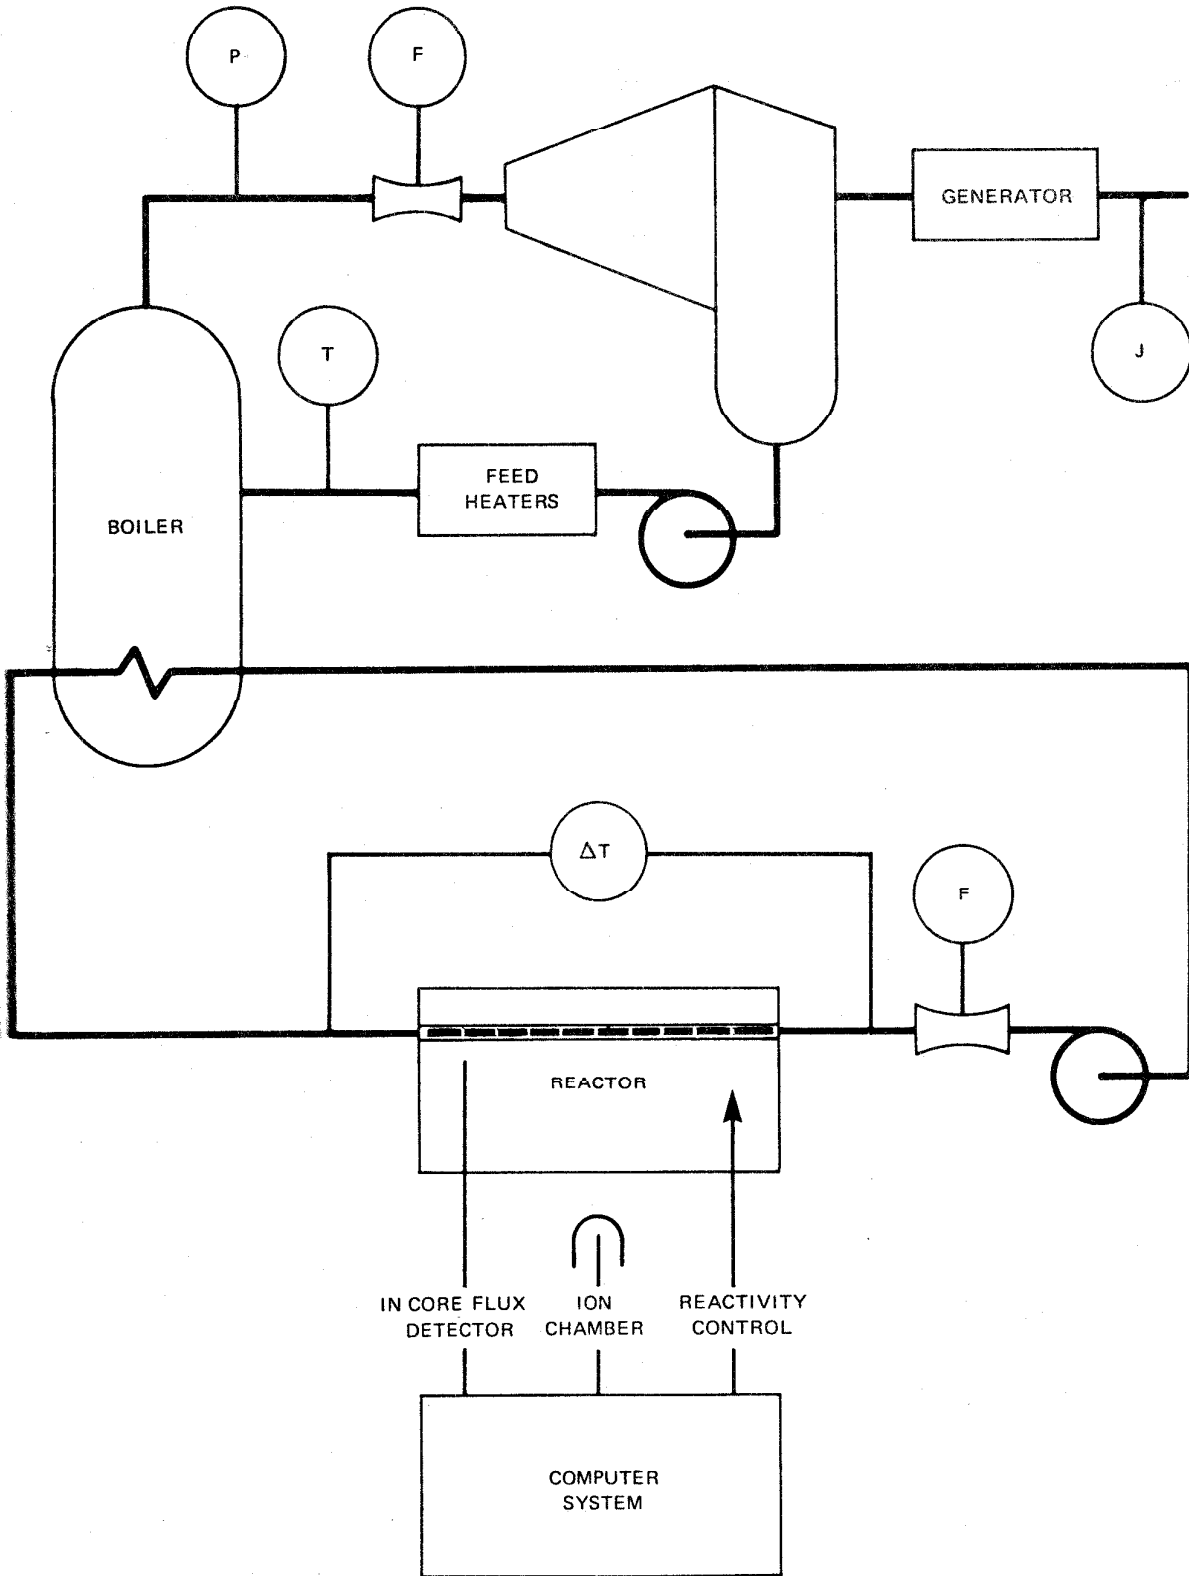 P
F
GENERATOR
T
J
FEED
HEATERS
BOILER
ΔT
F
REACTOR
IN CORE FLUX
DETECTOR
ION
CHAMBER
REACTIVITY
CONTROL
COMPUTER
SYSTEM